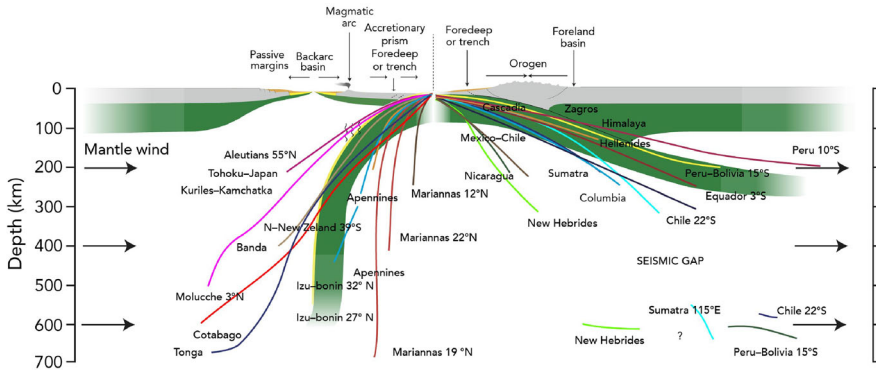 Magmatic
arc
Accretionary
prism
Foredeep
or trench
Passive
margins
Backarc
basin
Foredeep
or trench
Orogen
Foreland
basin
Depth (km)
0
100
200
300
400
500
600
700
Mantle wind
Aleutians 55°N
Tohoku–Japan
Kuriles–Kamchatka
N–New Zeland 39°S
Banda
Molucche 3°N
Cotabago
Tonga
Apennines
Apennines
Izu–bonin 32° N
Izu–bonin 27° N
Mariannas 12°N
Mariannas 22°N
Mariannas 19 °N
Cascadia
Zagros
Himalaya
Mexico–Chile
Hellenides
Peru 10°S
Nicaragua
Sumatra
Peru–Bolivia 15°S
Columbia
Equador 3°S
New Hebrides
Chile 22°S
SEISMIC GAP
Sumatra 115°E
Chile 22°S
New Hebrides
?
Peru–Bolivia 15°S